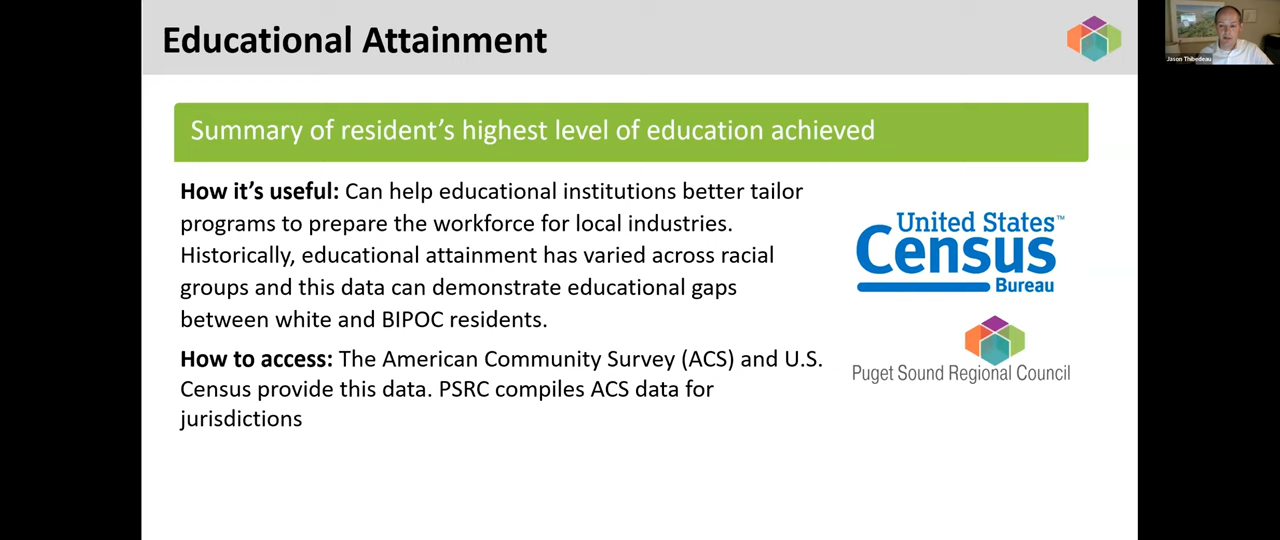 Educational Attainment
Jason Thibedeau
Summary of resident's highest level of education achieved
How it's useful: Can help educational institutions better tailor
programs to prepare the workforce for local industries.
Historically, educational attainment has varied across racial
groups and this data can demonstrate educational gaps
between white and BIPOC residents.
How to access: The American Community Survey (ACS) and U.S.
Census provide this data. PSRC compiles ACS data for
jurisdictions
United States™
Census
Bureau
Puget Sound Regional Council